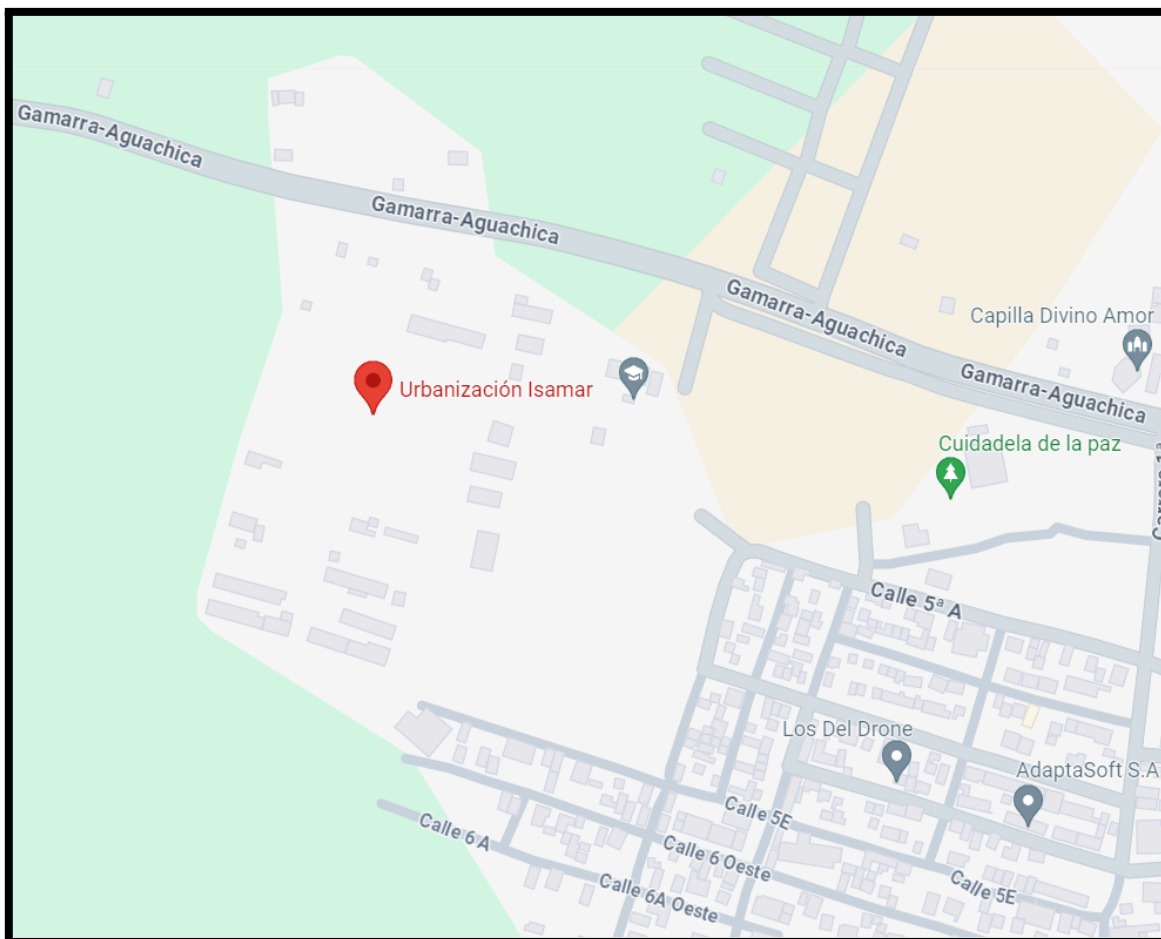 Gamarra-Aguachica
Gamarra-Aguachica
Gamarra-Aguachica
Capilla Divino Amor
Gamarra-Aguachica
Urbanización Isamar
Cuidadela de la paz
Calle 5ª A
Los Del Drone
AdaptaSoft S.A
Calle 5E
Calle 6 A
Calle 6 Oeste
Calle 6A Oeste
Calle 5E